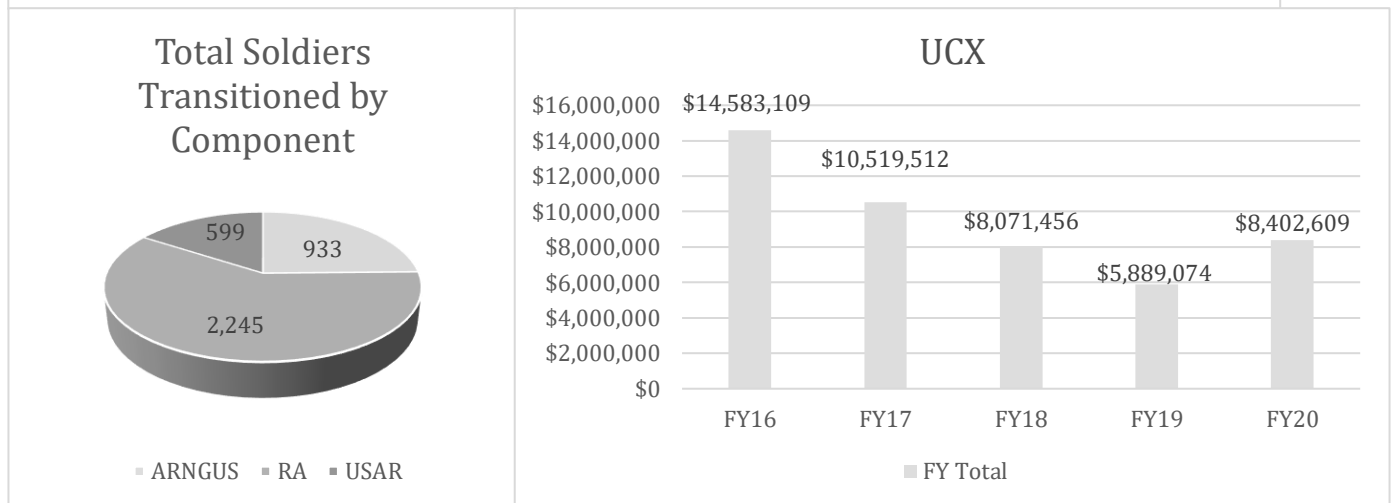 Total Soldiers
Transitioned by
Component
599
933
2,245
ARNGUS RA USAR
UCX
$16,000,000
$14,000,000
$12,000,000
$10,000,000
$8,000,000
$6,000,000
$4,000,000
$2,000,000
$0
$14,583,109
$10,519,512
$8,071,456
$5,889,074
$8,402,609
FY16 FY17 FY18 FY19 FY20
FY Total